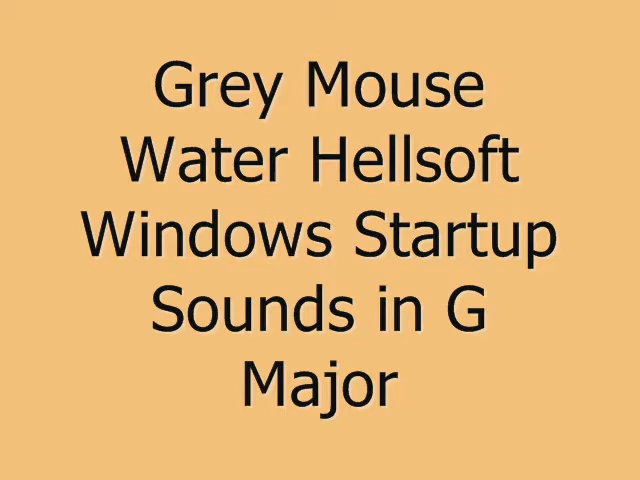 Grey Mouse
Water Hellsoft
Windows Startup
Sounds in G
Major